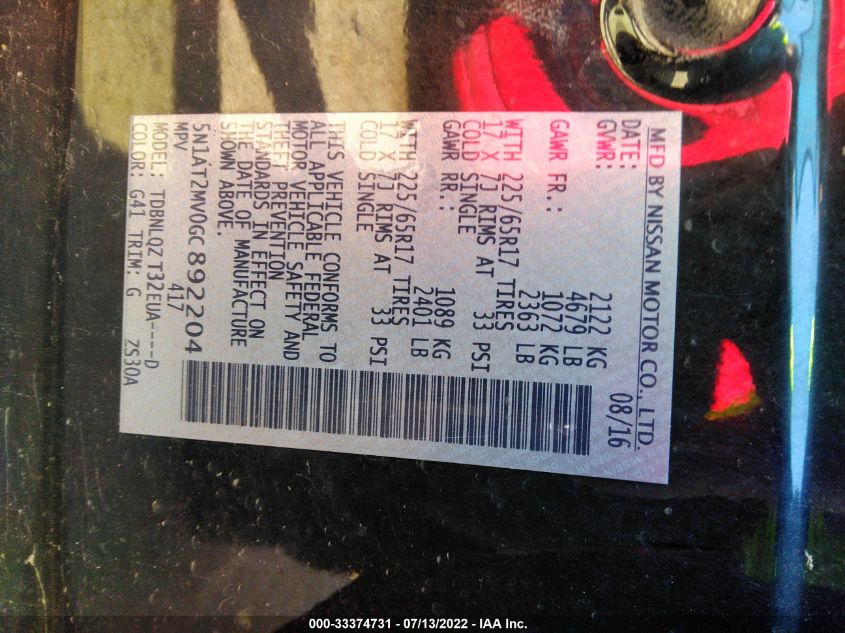 MFD BY NISSAN MOTOR CO., LTD.
DATE: 08/16
GVWR: 2122 KG
4679 LB
GAWR FR.: 1072 KG
2363 LB
WITH 225/65R17 TIRES
17 X 7J RIMS AT 33 PSI
COLD SINGLE
GAWR RR.: 1089 KG
2401 LB
WITH 225/65R17 TIRES
17 X 7J RIMS AT 33 PSI
COLD SINGLE
THIS VEHICLE CONFORMS TO
ALL APPLICABLE FEDERAL
MOTOR VEHICLE SAFETY AND
THEFT PREVENTION
STANDARDS IN EFFECT ON
THE DATE OF MANUFACTURE
SHOWN ABOVE.
5N1AT2MV0GC892204
MPV 417
MODEL: TDBNLQZ T32EUA----D
COLOR: G41 TRIM: G ZS30A
000-33374731 - 07/13/2022 - IAA Inc.